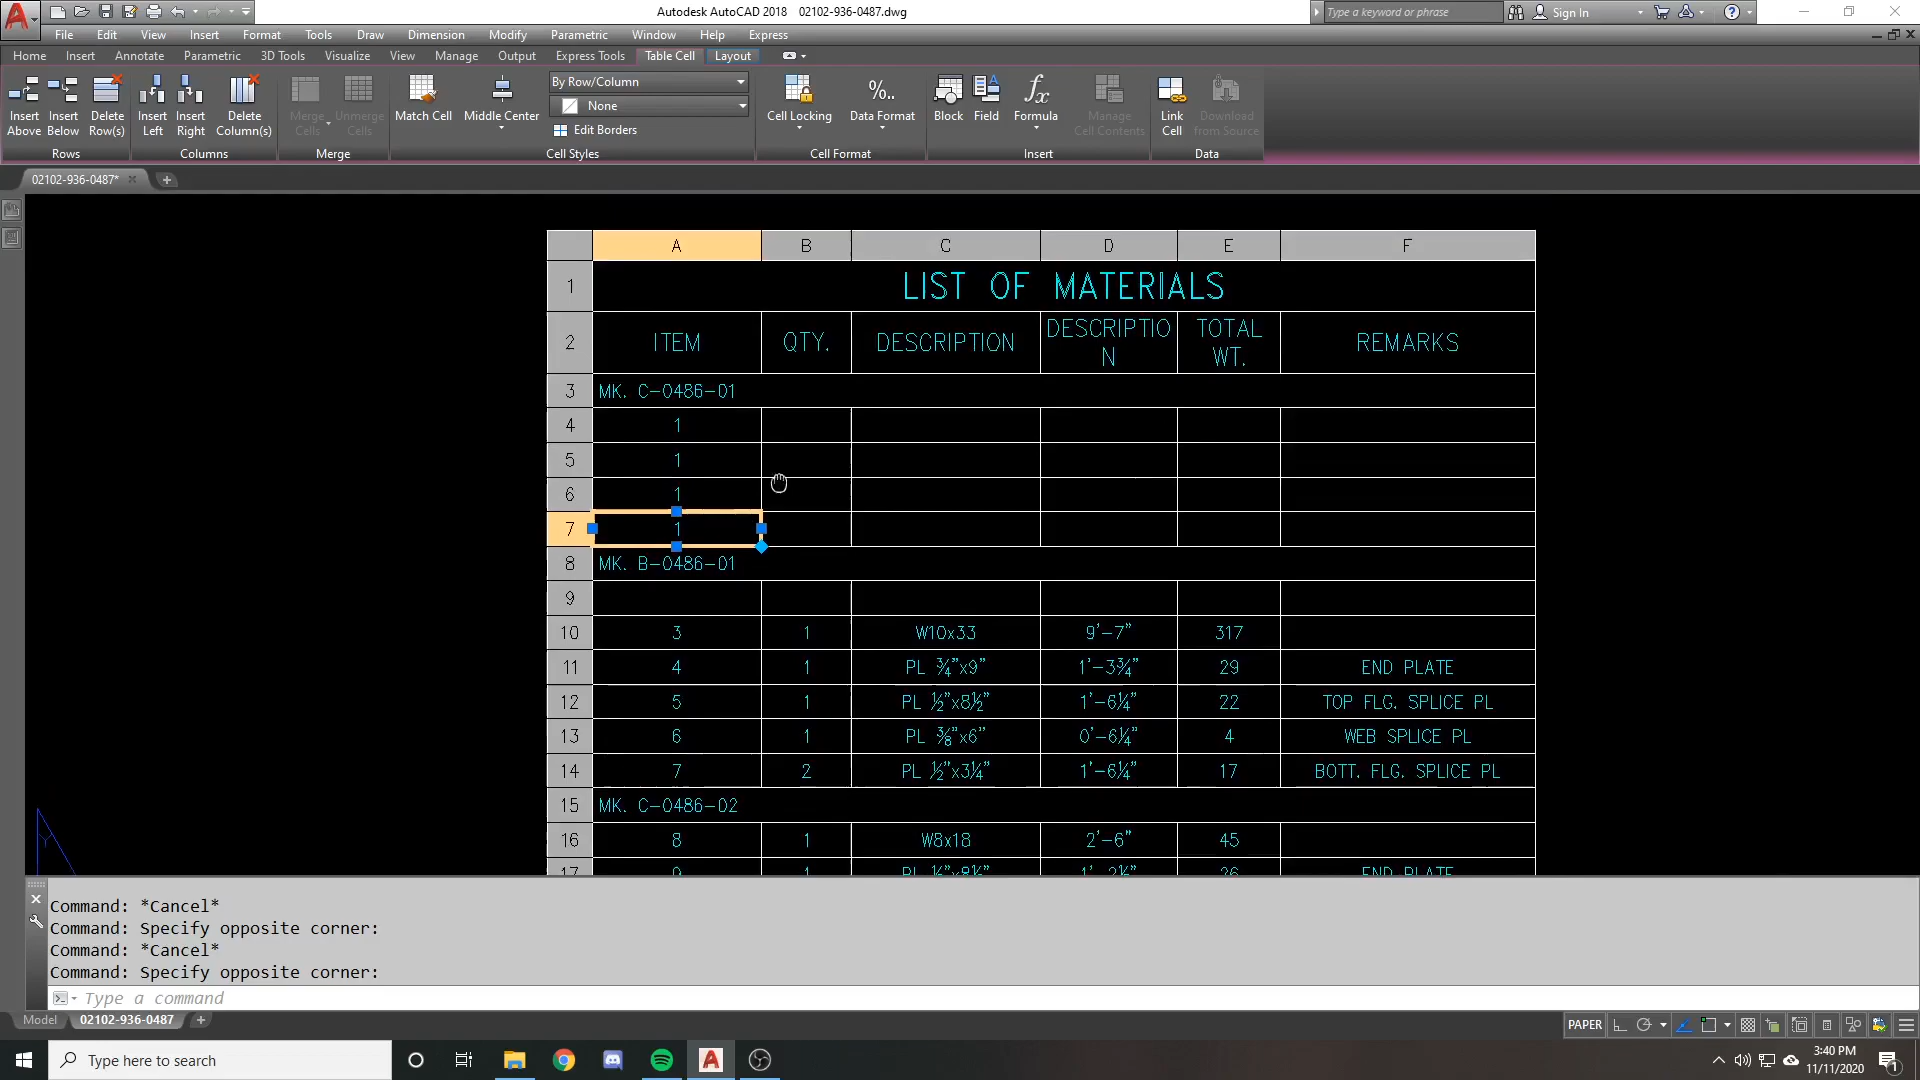 Autodesk AutoCAD 2018 02102-936-0487.dwg
Type a keyword or phrase
Sign In
File Edit View Insert Format Tools Draw Dimension Modify Parametric Window Help Express
Home Insert Annotate Parametric 3D Tools Visualize View Manage Output Express Tools Table Cell Layout
Insert Above
Insert Below
Delete Row(s)
Rows
Insert Left
Insert Right
Delete Column(s)
Columns
Merge Cells
Unmerge Cells
Merge
Match Cell
Middle Center
By Row/Column
None
Edit Borders
Cell Styles
Cell Locking
Data Format
Cell Format
Block
Field
Formula
Manage Cell Contents
Insert
Link Cell
Download from Source
Data
02102-936-0487*
A B C D E F
1 LIST OF MATERIALS
2 ITEM QTY. DESCRIPTION DESCRIPTIO N TOTAL WT. REMARKS
3 MK. C-0486-01
4 1
5 1
6 1
7 1
8 MK. B-0486-01
9
10 3 1 W10x33 9'-7" 317
11 4 1 PL ¾"x9" 1'-3¾" 29 END PLATE
12 5 1 PL ½"x8½" 1'-6¼" 22 TOP FLG. SPLICE PL
13 6 1 PL ⅜"x6" 0'-6¼" 4 WEB SPLICE PL
14 7 2 PL ½"x3¼" 1'-6¼" 17 BOTT. FLG. SPLICE PL
15 MK. C-0486-02
16 8 1 W8x18 2'-6" 45
17 9 1 26 END PLATE
Y
Command: *Cancel*
Command: Specify opposite corner:
Command: *Cancel*
Command: Specify opposite corner:
Type a command
Model 02102-936-0487
PAPER
Type here to search
3:40 PM
11/11/2020
1